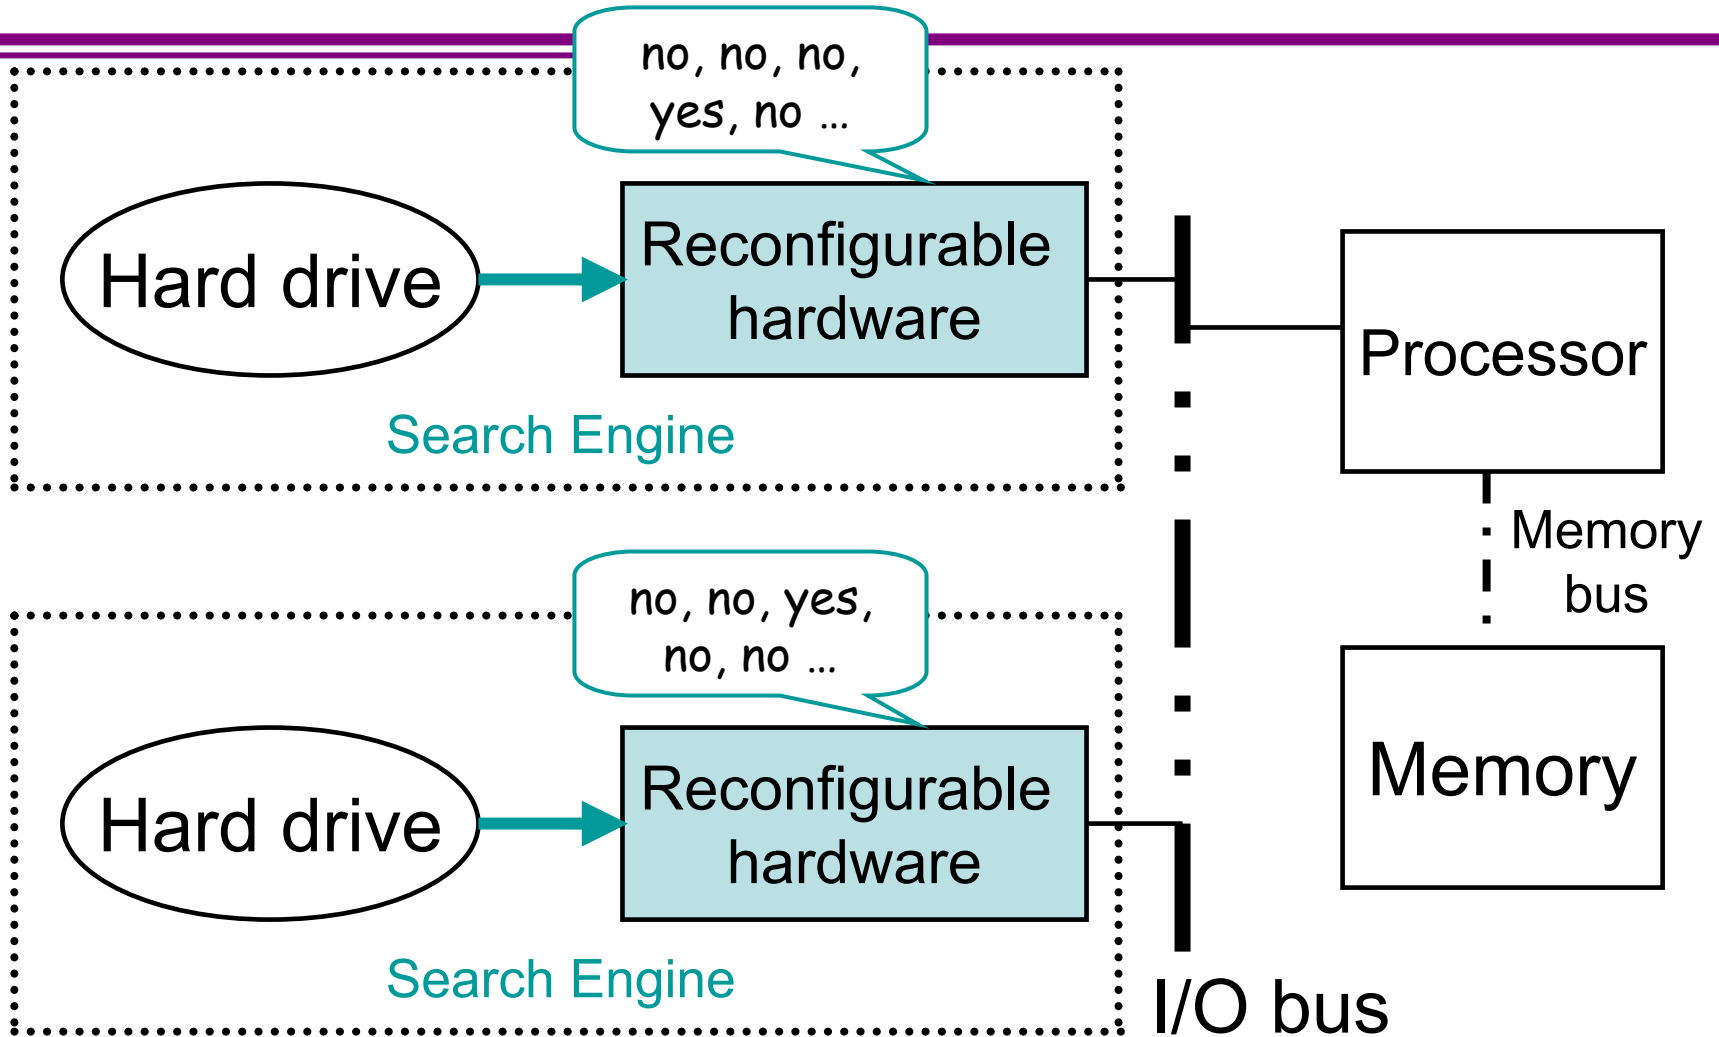 no, no, no,
yes, no ...
Hard drive
Reconfigurable
hardware
Search Engine
Processor
Memory
bus
no, no, yes,
no, no ...
Hard drive
Reconfigurable
hardware
Search Engine
Memory
I/O bus